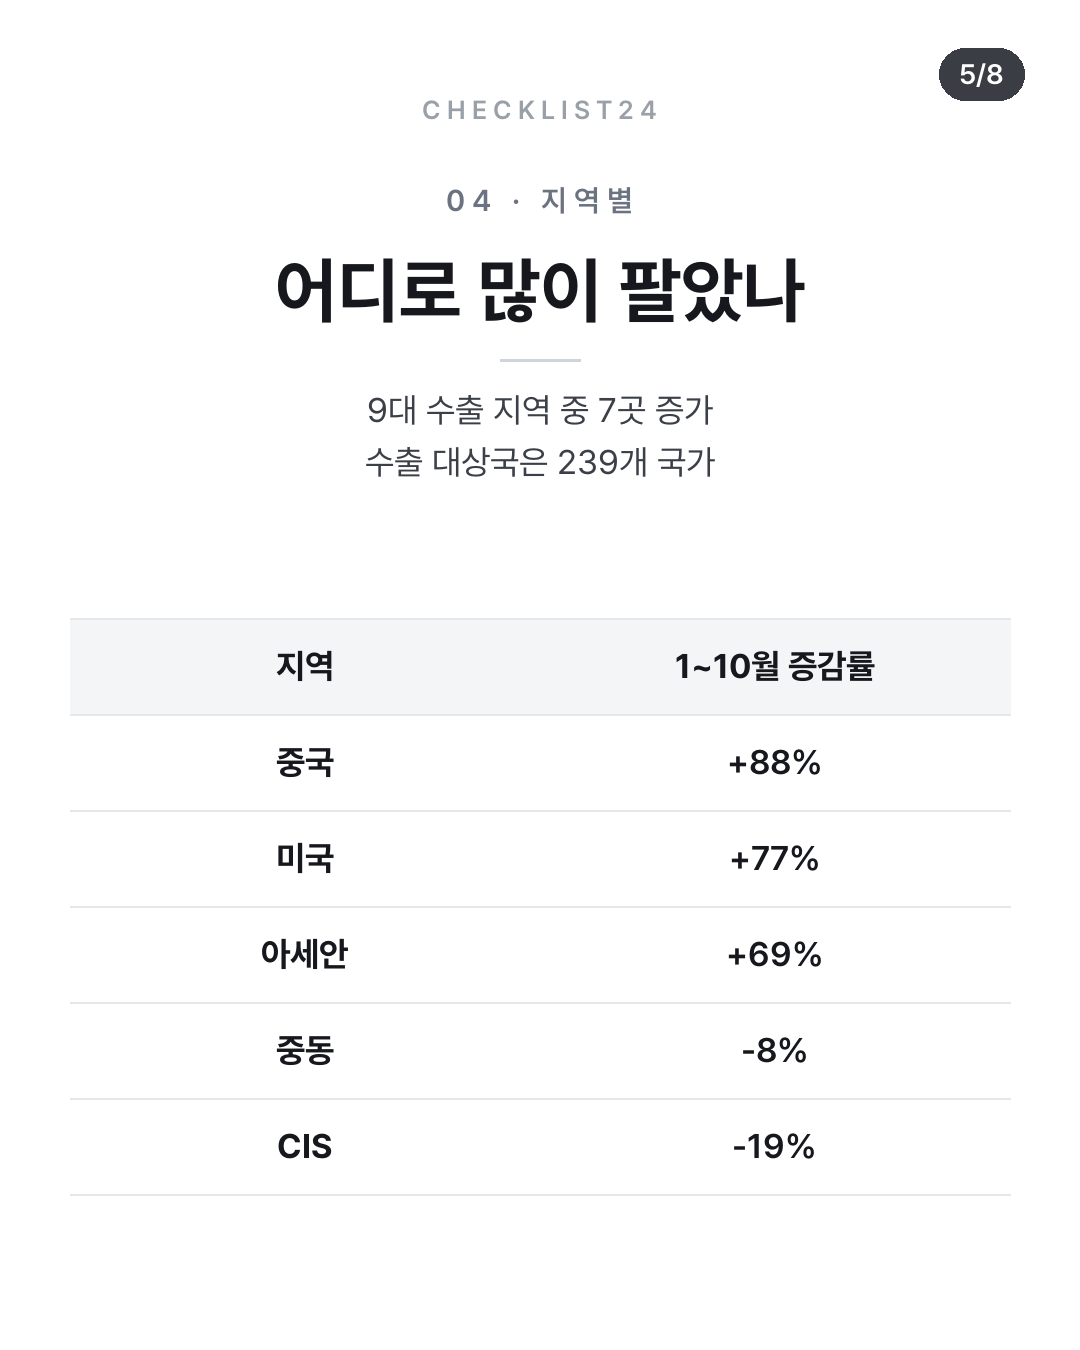 5/8
CHECKLIST24
04 · 지역별
어디로 많이 팔았나
9대 수출 지역 중 7곳 증가
수출 대상국은 239개 국가
지역 1~10월 증감률
중국 +88%
미국 +77%
아세안 +69%
중동 -8%
CIS -19%